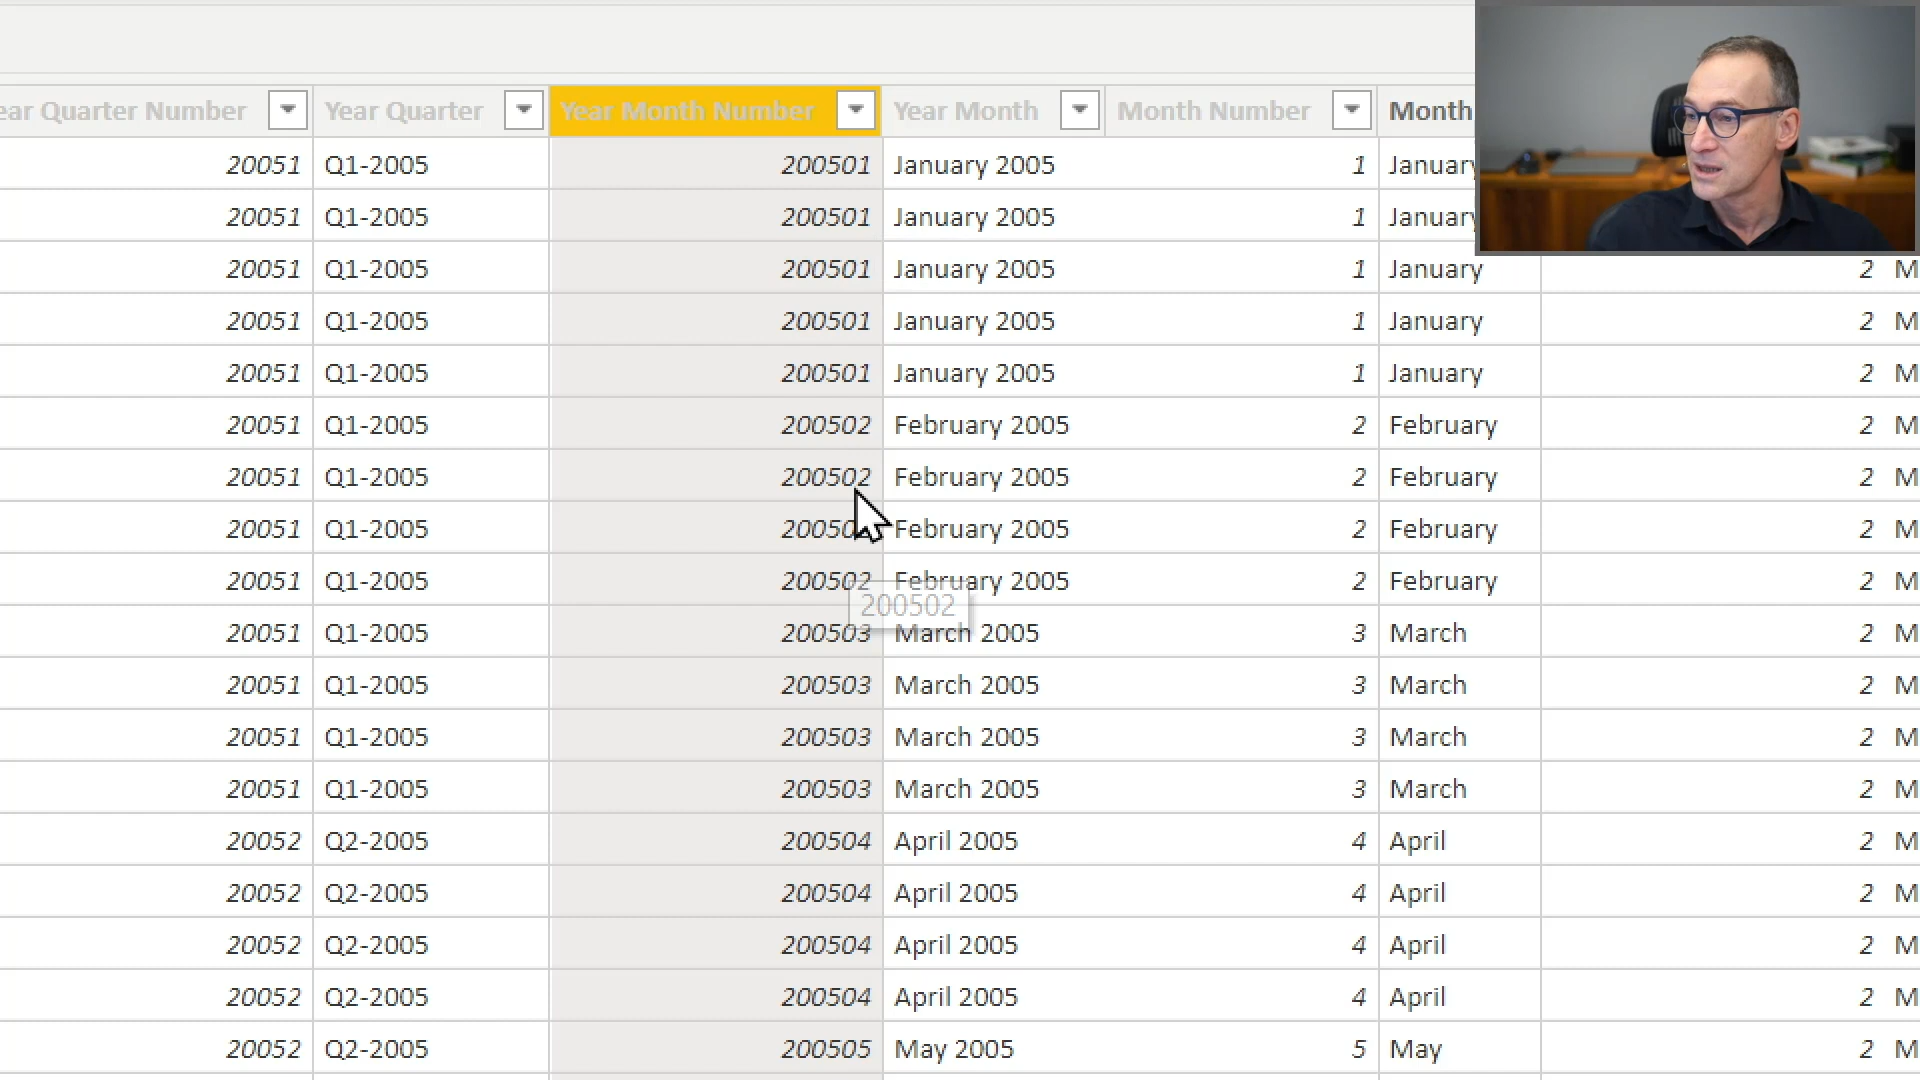 ear Quarter Number Year Quarter Year Month Number Year Month Month Number Month
20051 Q1-2005 200501 January 2005 1 January
20051 Q1-2005 200501 January 2005 1 January
20051 Q1-2005 200501 January 2005 1 January 2 M
20051 Q1-2005 200501 January 2005 1 January 2 M
20051 Q1-2005 200501 January 2005 1 January 2 M
20051 Q1-2005 200502 February 2005 2 February 2 M
20051 Q1-2005 200502 February 2005 2 February 2 M
20051 Q1-2005 20050 February 2005 2 February 2 M
20051 Q1-2005 200502 February 2005 2 February 2 M
200502
20051 Q1-2005 200503 March 2005 3 March 2 M
20051 Q1-2005 200503 March 2005 3 March 2 M
20051 Q1-2005 200503 March 2005 3 March 2 M
20051 Q1-2005 200503 March 2005 3 March 2 M
20052 Q2-2005 200504 April 2005 4 April 2 M
20052 Q2-2005 200504 April 2005 4 April 2 M
20052 Q2-2005 200504 April 2005 4 April 2 M
20052 Q2-2005 200504 April 2005 4 April 2 M
20052 Q2-2005 200505 May 2005 5 May 2 M